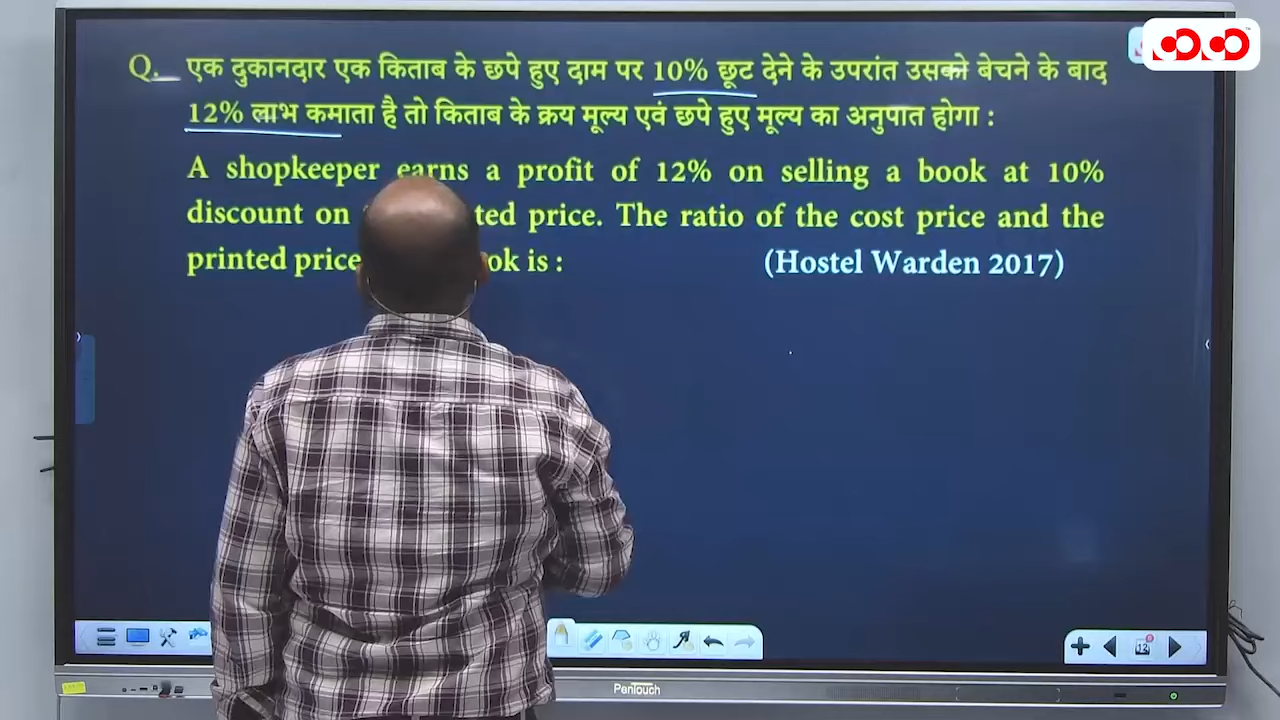 Q. एक दुकानदार एक किताब के छपे हुए दाम पर 10% छूट देने के उपरांत उसको बेचने के बाद
12% लाभ कमाता है तो किताब के क्रय मूल्य एवं छपे हुए मूल्य का अनुपात होगा :
A shopkeeper earns a profit of 12% on selling a book at 10%
discount on ted price. The ratio of the cost price and the
printed price ok is : (Hostel Warden 2017)
12
PenTouch